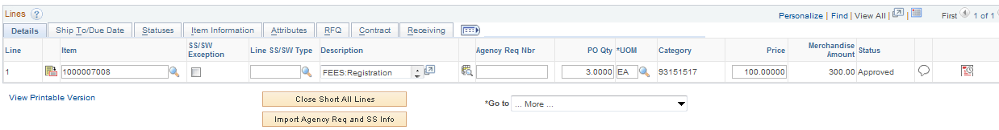 Lines
Personalize | Find | View All | First 1 of 1
Details Ship To/Due Date Statuses Item Information Attributes RFQ Contract Receiving
Line Item SS/SW Exception Line SS/SW Type Description Agency Req Nbr PO Qty *UOM Category Price Merchandise Amount Status
1 1000007008 FEES:Registration 3.0000 EA 93151517 100.00000 300.00 Approved
View Printable Version Close Short All Lines *Go to ... More ...
Import Agency Req and SS Info